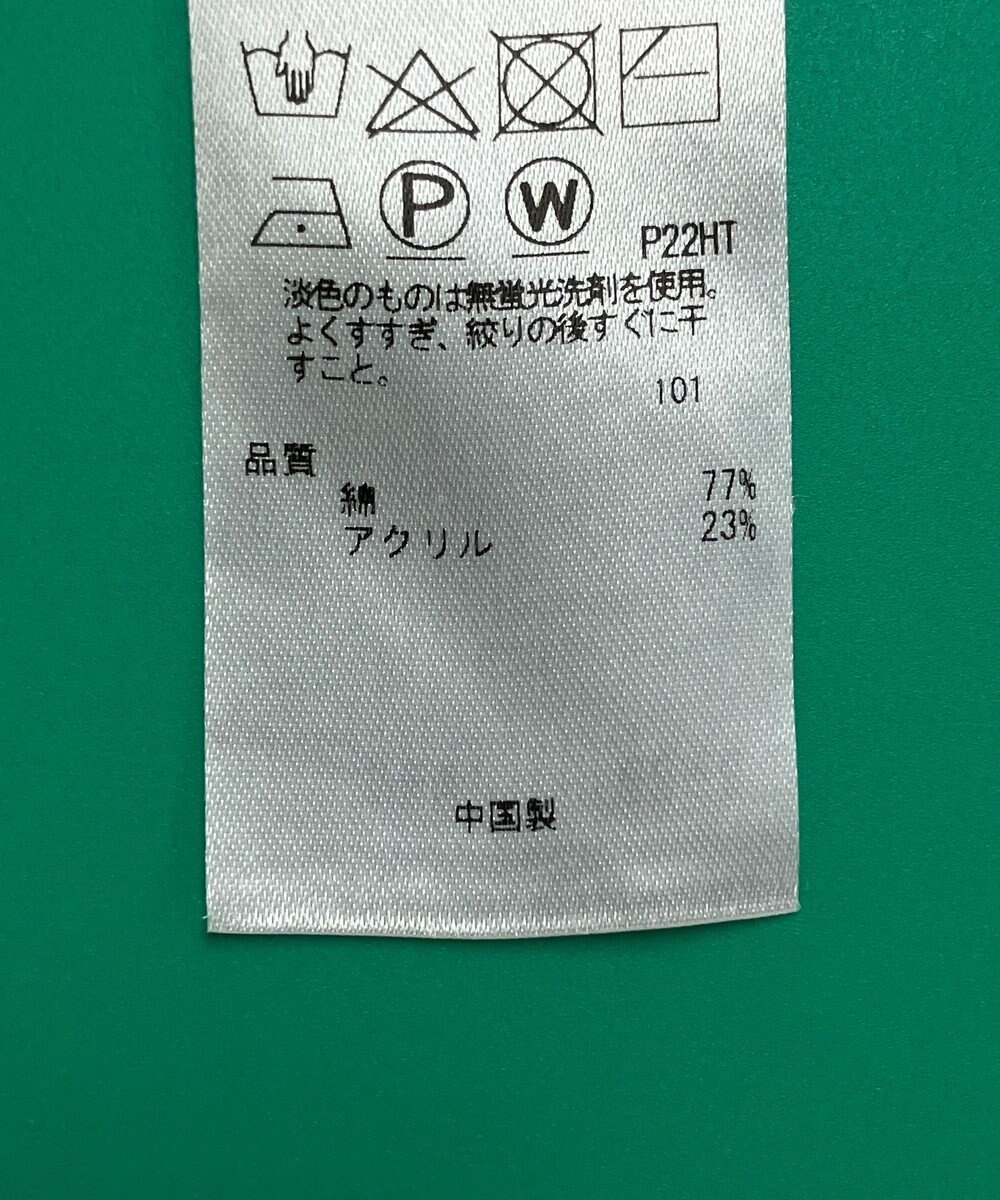 P W P22HT
淡色のものは無蛍光洗剤を使用。
よくすすぎ、絞りの後すぐに干
すこと。
101
品質
綿 77%
アクリル 23%
中国製